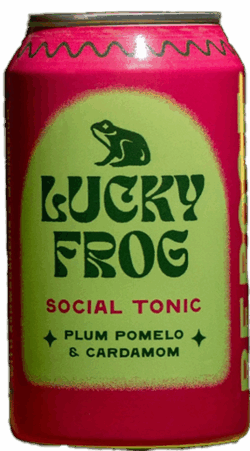 LUCKY
FROG
SOCIAL TONIC
PLUM POMELO
& CARDAMOM